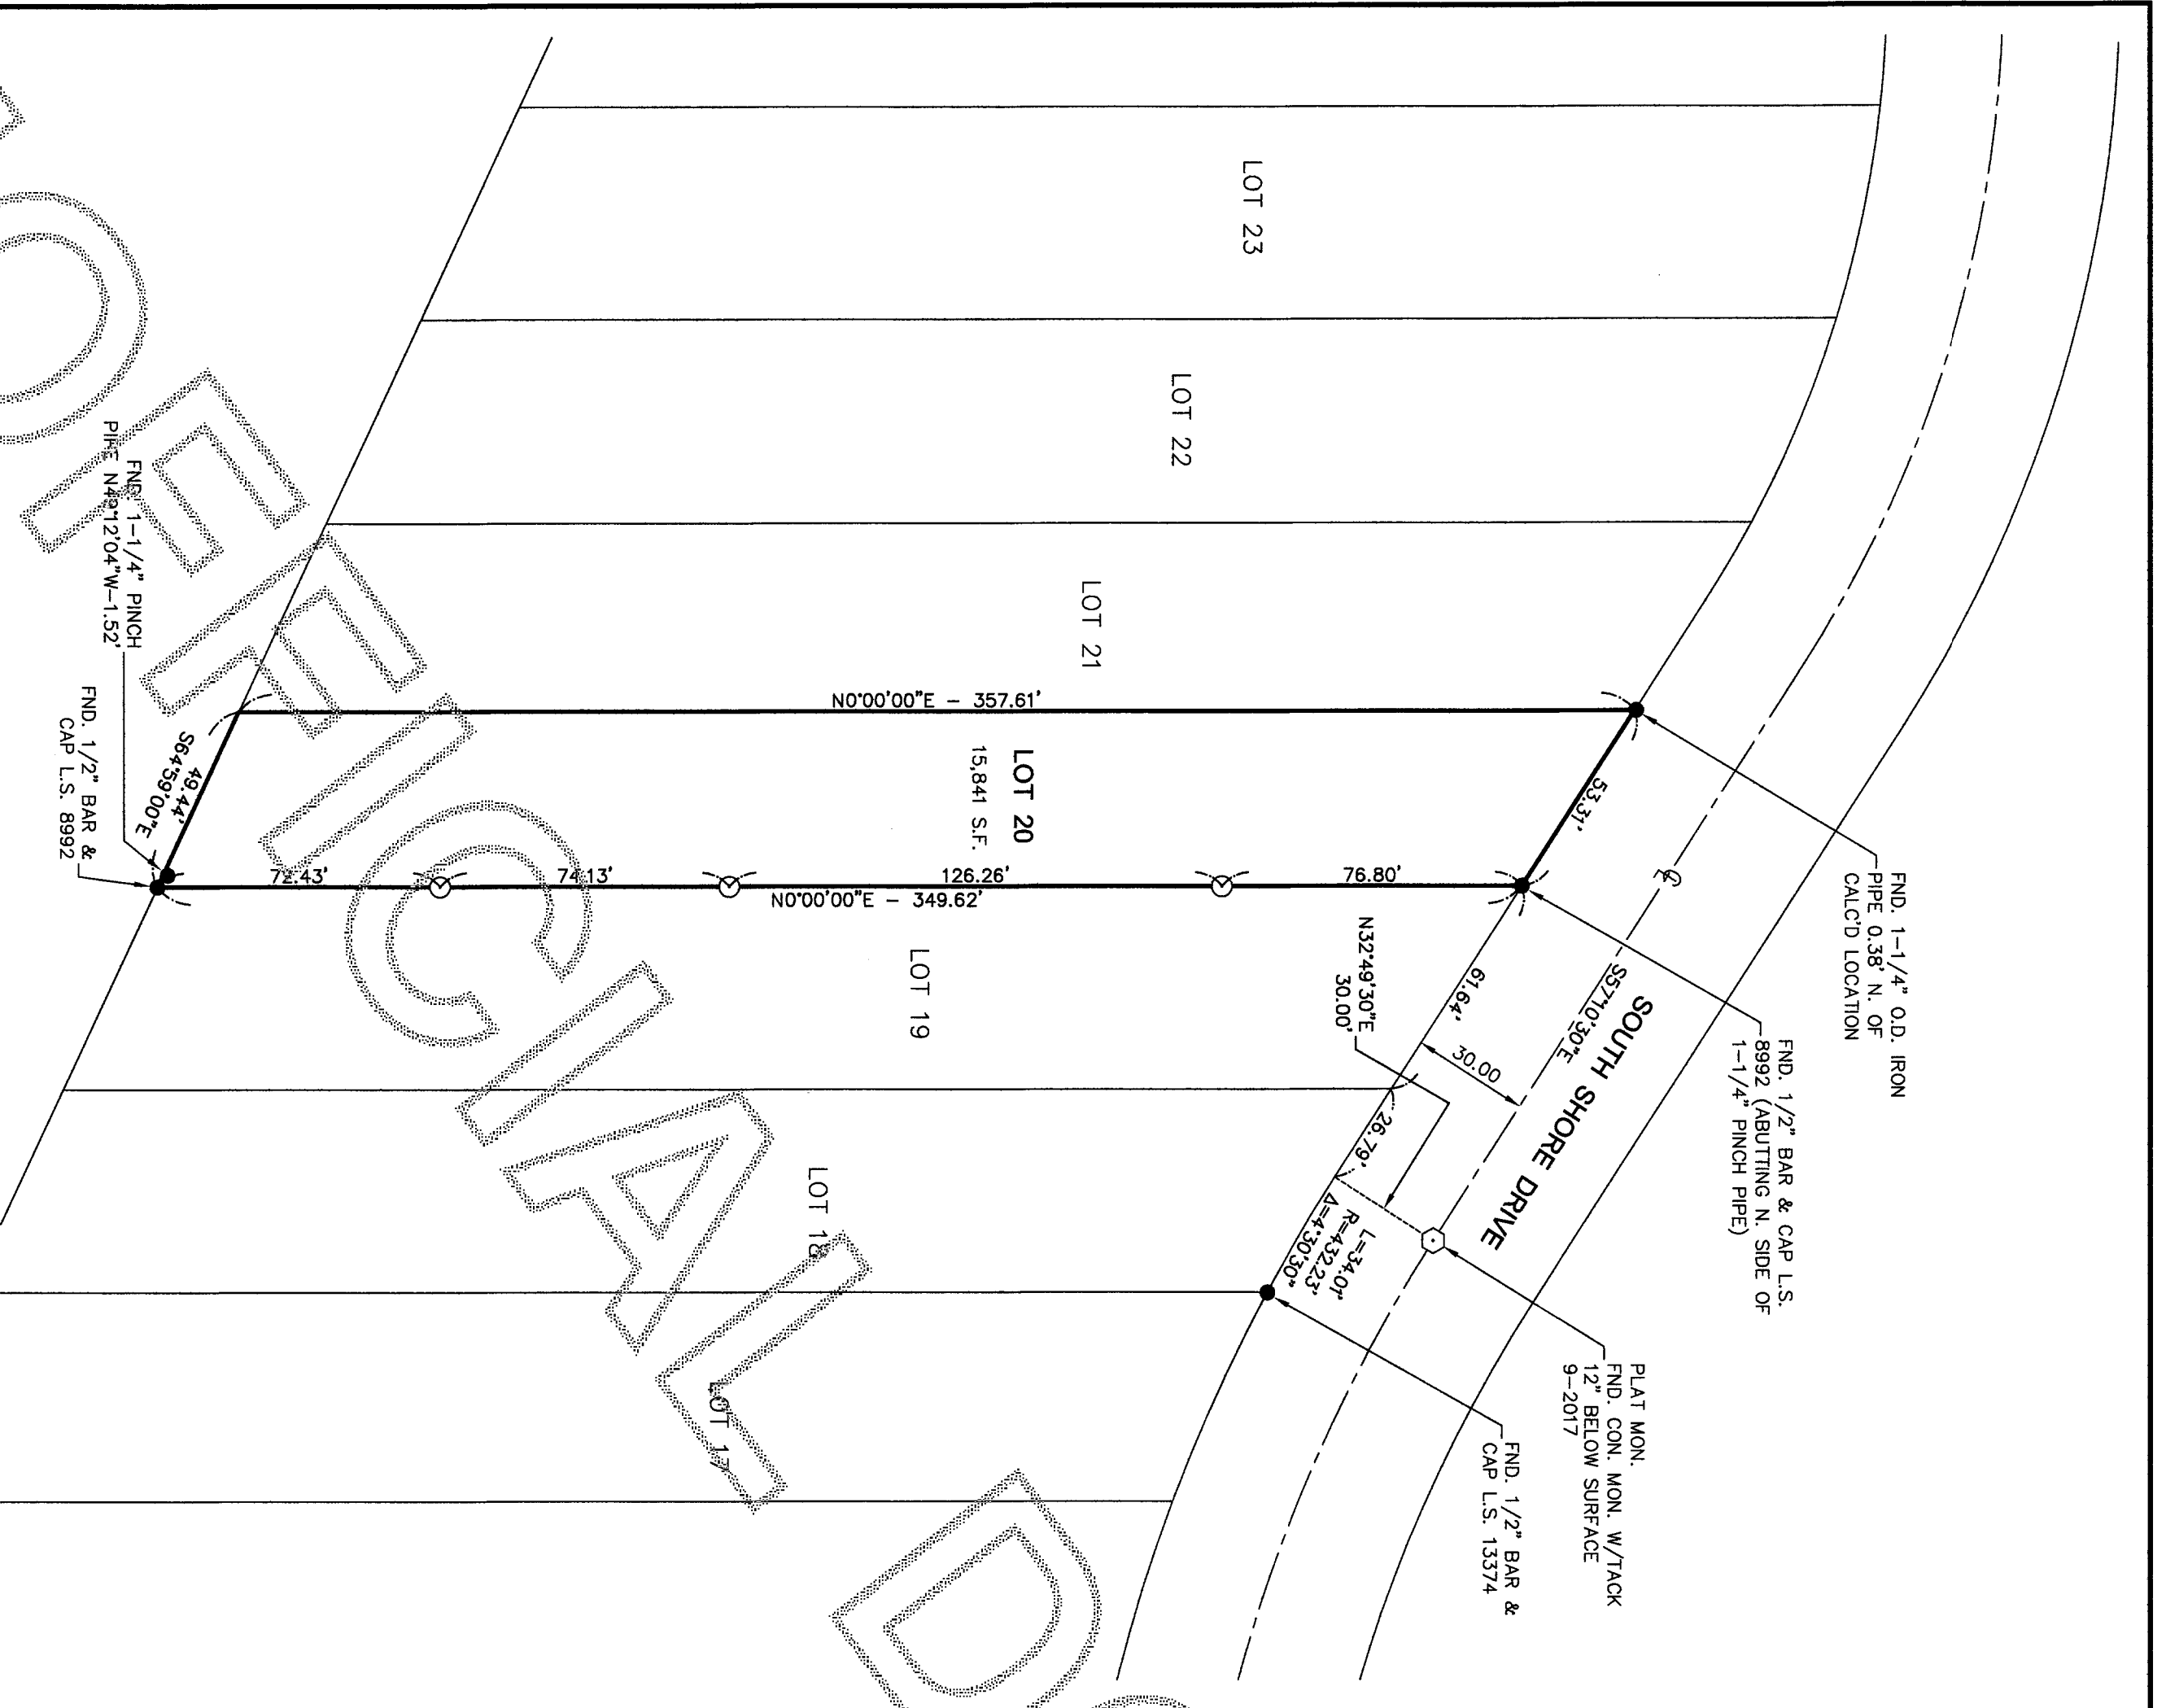 LOT 23
LOT 22
LOT 21
N0°00'00"E – 357.61'
LOT 20
15,841 S.F.
53.31'
49.44'
S64°59'00"E
72.43'
74.13'
126.26'
76.80'
N0°00'00"E – 349.62'
LOT 19
LOT 18
LOT 17
FND. 1-1/4" PINCH
PIPE N49°12'04"W-1.52'
FND. 1/2" BAR &
CAP L.S. 8992
FND. 1-1/4" O.D. IRON
PIPE 0.38' N. OF
CALC'D LOCATION
FND. 1/2" BAR & CAP L.S.
8992 (ABUTTING N. SIDE OF
1-1/4" PINCH PIPE)
SOUTH SHORE DRIVE
S57°10'30"E
61.64'
30.00
N32°49'30"E
30.00'
26.79'
L=34.01'
R=432.23'
Δ=4°30'30"
PLAT MON.
FND. CON. MON. W/TACK
12" BELOW SURFACE
9-2017
FND. 1/2" BAR &
CAP L.S. 13374
OFFICIAL